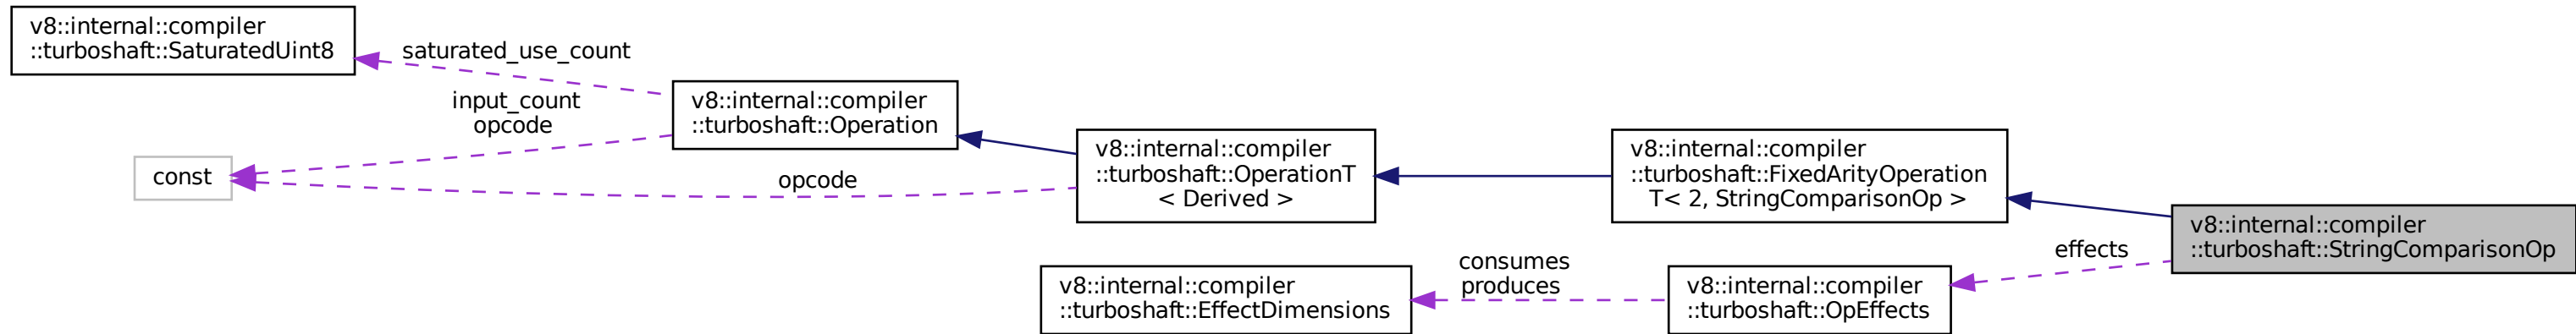 v8::internal::compiler
::turboshaft::SaturatedUint8
saturated_use_count
input_count
opcode
v8::internal::compiler
::turboshaft::Operation
const
opcode
v8::internal::compiler
::turboshaft::OperationT
< Derived >
v8::internal::compiler
::turboshaft::FixedArityOperation
T< 2, StringComparisonOp >
v8::internal::compiler
::turboshaft::StringComparisonOp
effects
consumes
produces
v8::internal::compiler
::turboshaft::EffectDimensions
v8::internal::compiler
::turboshaft::OpEffects